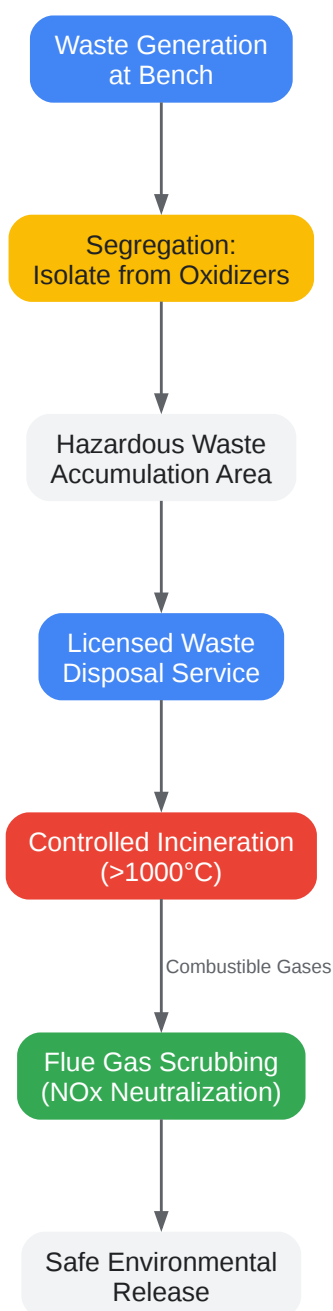 Waste Generation
at Bench
Segregation:
Isolate from Oxidizers
Hazardous Waste
Accumulation Area
Licensed Waste
Disposal Service
Controlled Incineration
(>1000°C)
Combustible Gases
Flue Gas Scrubbing
(NOx Neutralization)
Safe Environmental
Release